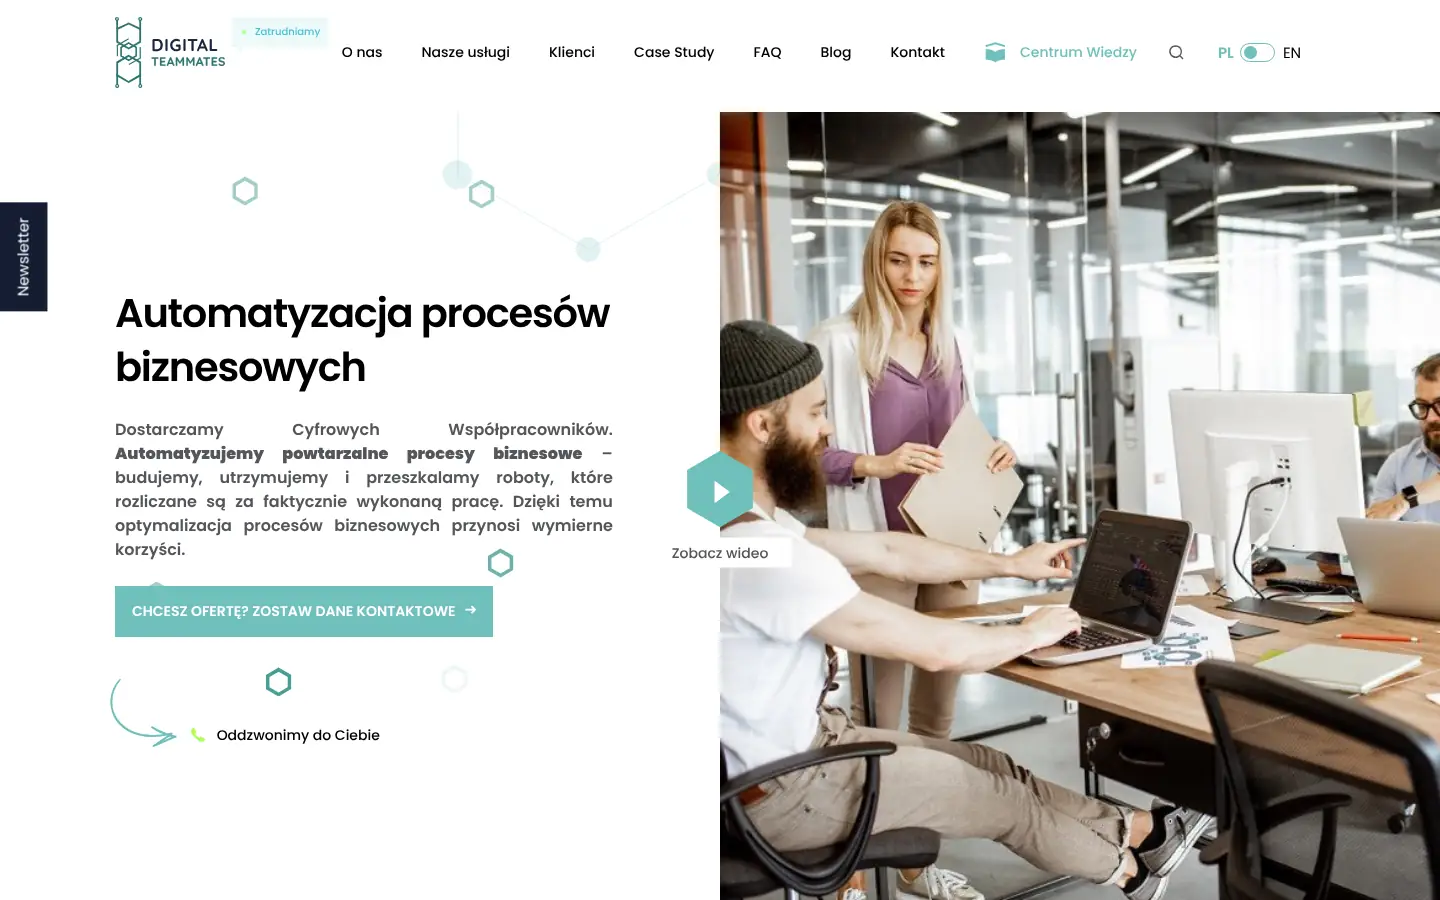 DIGITAL
TEAMMATES
Zatrudniamy
O nas
Nasze usługi
Klienci
Case Study
FAQ
Blog
Kontakt
Centrum Wiedzy
PL
EN
Newsletter
Automatyzacja procesów
biznesowych
Dostarczamy Cyfrowych Współpracowników.
Automatyzujemy powtarzalne procesy biznesowe –
budujemy, utrzymujemy i przeszkalamy roboty, które
rozliczane są za faktycznie wykonaną pracę. Dzięki temu
optymalizacja procesów biznesowych przynosi wymierne
korzyści.
Zobacz wideo
CHCESZ OFERTĘ? ZOSTAW DANE KONTAKTOWE
Oddzwonimy do Ciebie